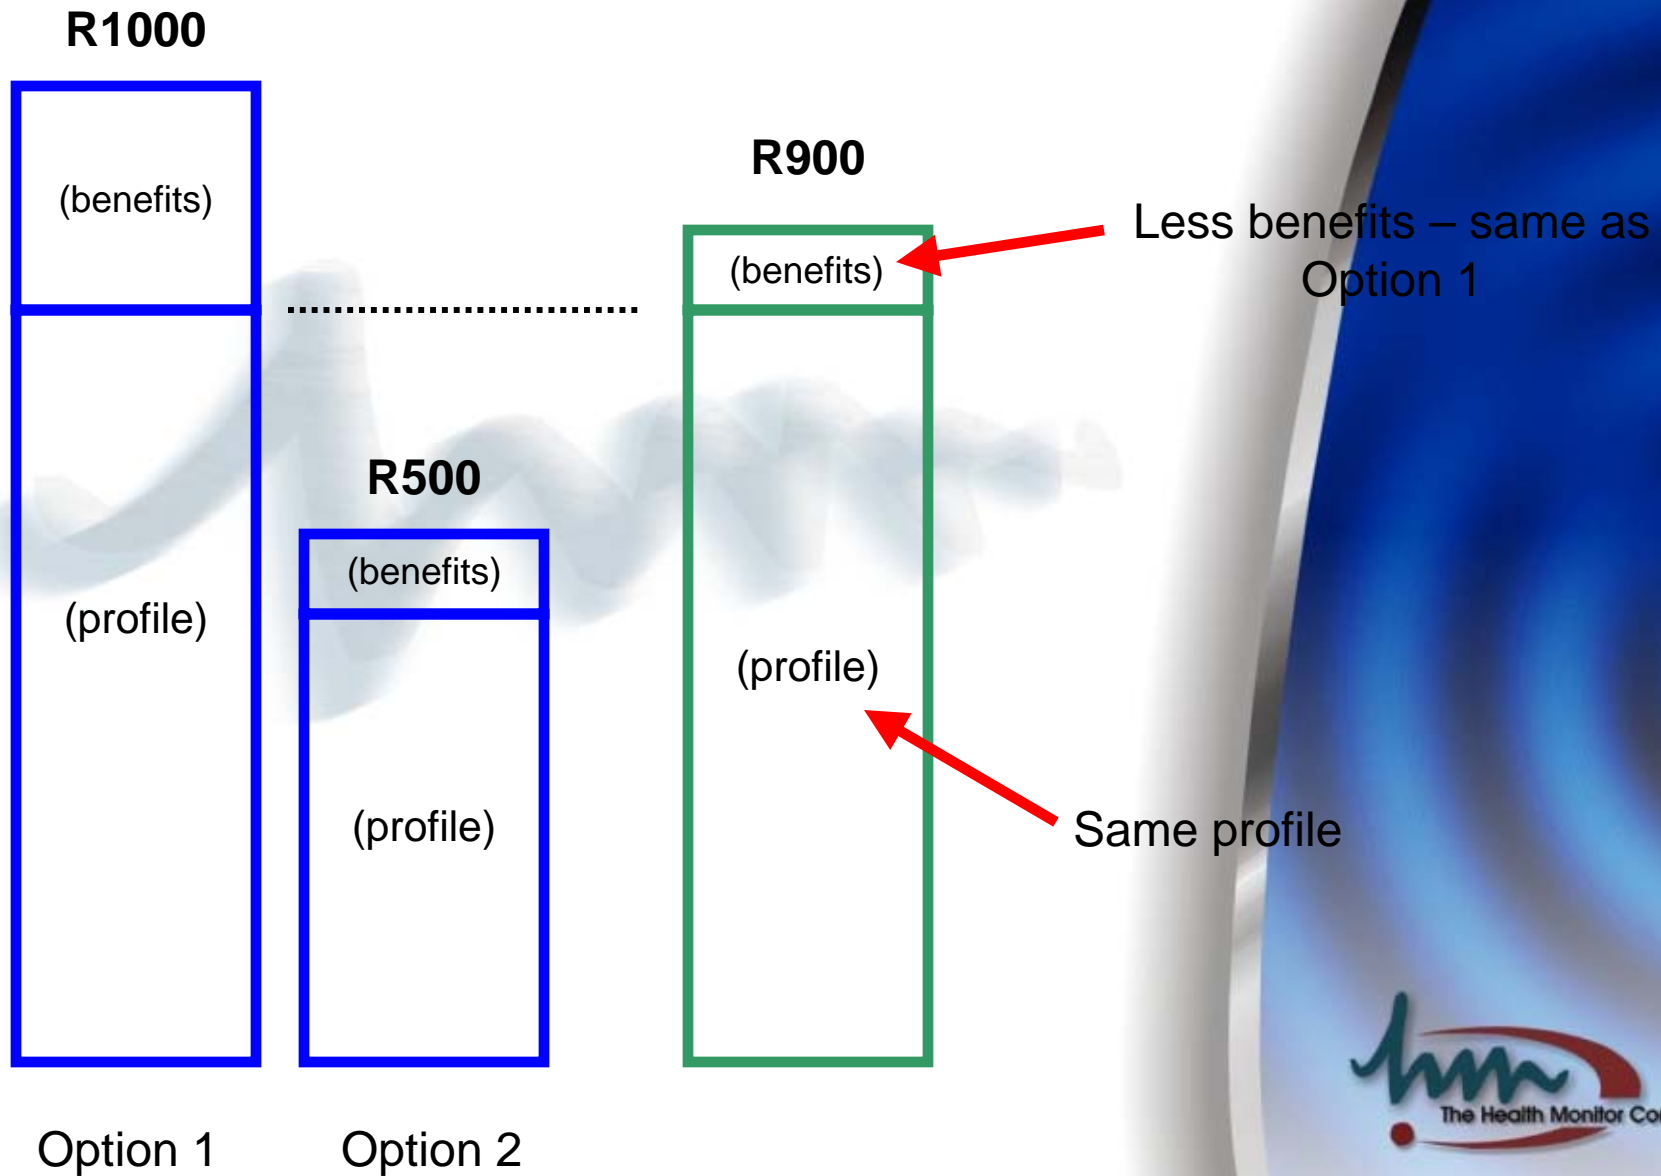 R1000
(benefits)
R900
Less benefits – same as
Option 1
(benefits)
R500
(benefits)
(profile)
(profile)
(profile)
Same profile
The Health Monitor
Option 1
Option 2